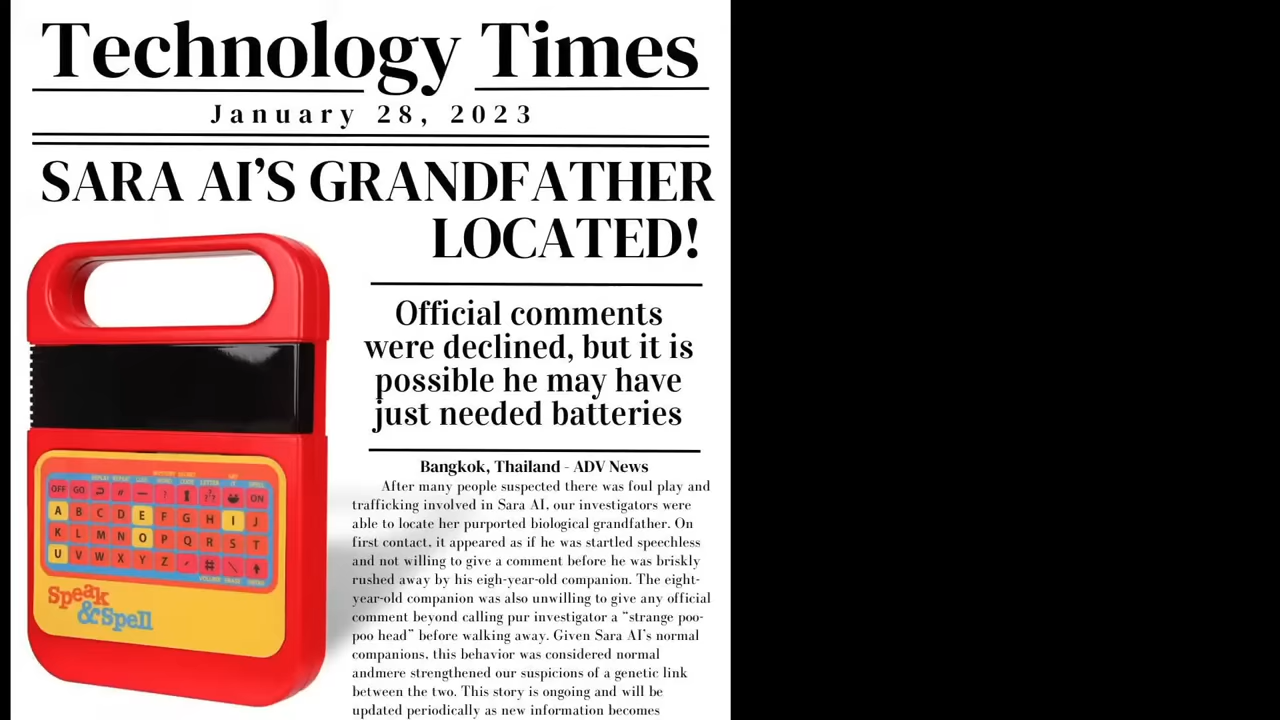 Technology Times
January 28, 2023
SARA AI'S GRANDFATHER
LOCATED!
Official comments
were declined, but it is
possible he may have
just needed batteries
Bangkok, Thailand - ADV News
After many people suspected there was foul play and
trafficking involved in Sara AI, our investigators were
able to locate her purported biological grandfather. On
first contact, it appeared as if he was startled speechless
and not willing to give a comment before he was briskly
rushed away by his eigh-year-old companion. The eight-
year-old companion was also unwilling to give any official
comment beyond calling pur investigator a “strange poo-
poo head” before walking away. Given Sara AI's normal
companions, this behavior was considered normal
andmere strengthened our suspicions of a genetic link
between the two. This story is ongoing and will be
updated periodically as new information becomes
OFF GO ON
A B C D E F G H I J
K L M N O P Q R S T
U V W X Y Z
Speak
& Spell